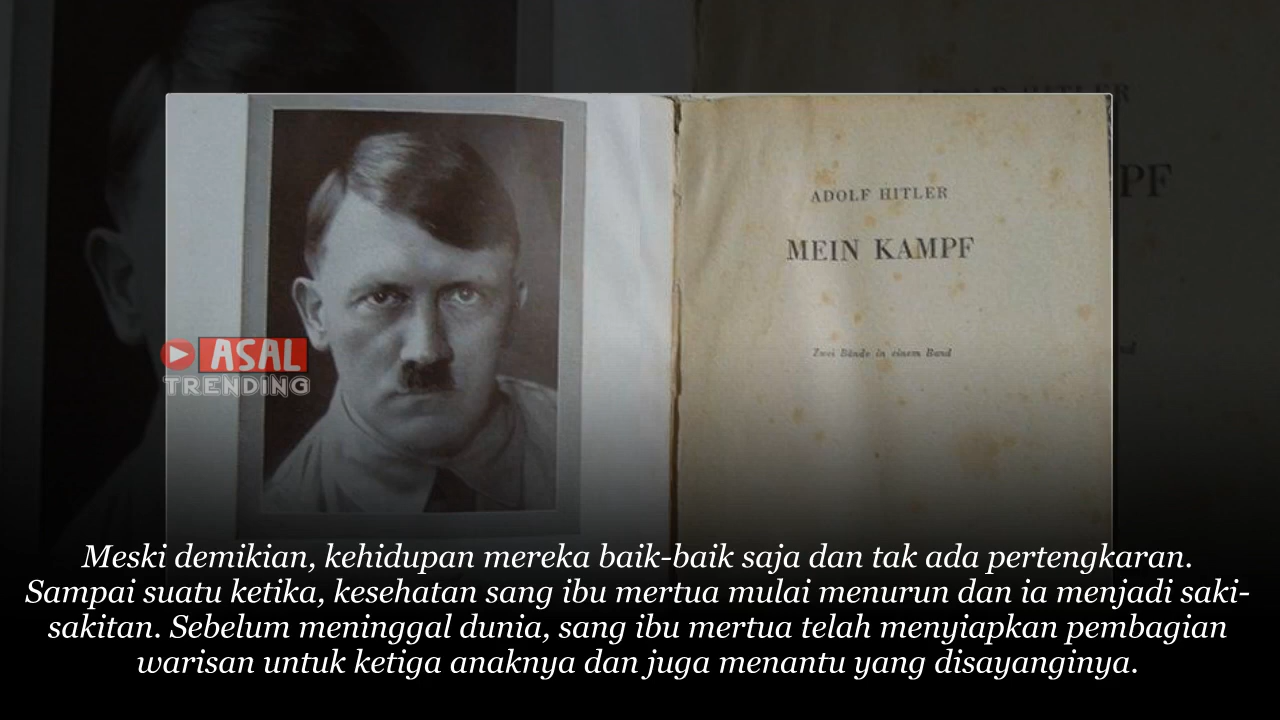 ADOLF HITLER
MEIN KAMPF
Zwei Bände in einem Band
ASAL
TRENDING
Meski demikian, kehidupan mereka baik-baik saja dan tak ada pertengkaran.
Sampai suatu ketika, kesehatan sang ibu mertua mulai menurun dan ia menjadi saki-
sakitan. Sebelum meninggal dunia, sang ibu mertua telah menyiapkan pembagian
warisan untuk ketiga anaknya dan juga menantu yang disayanginya.